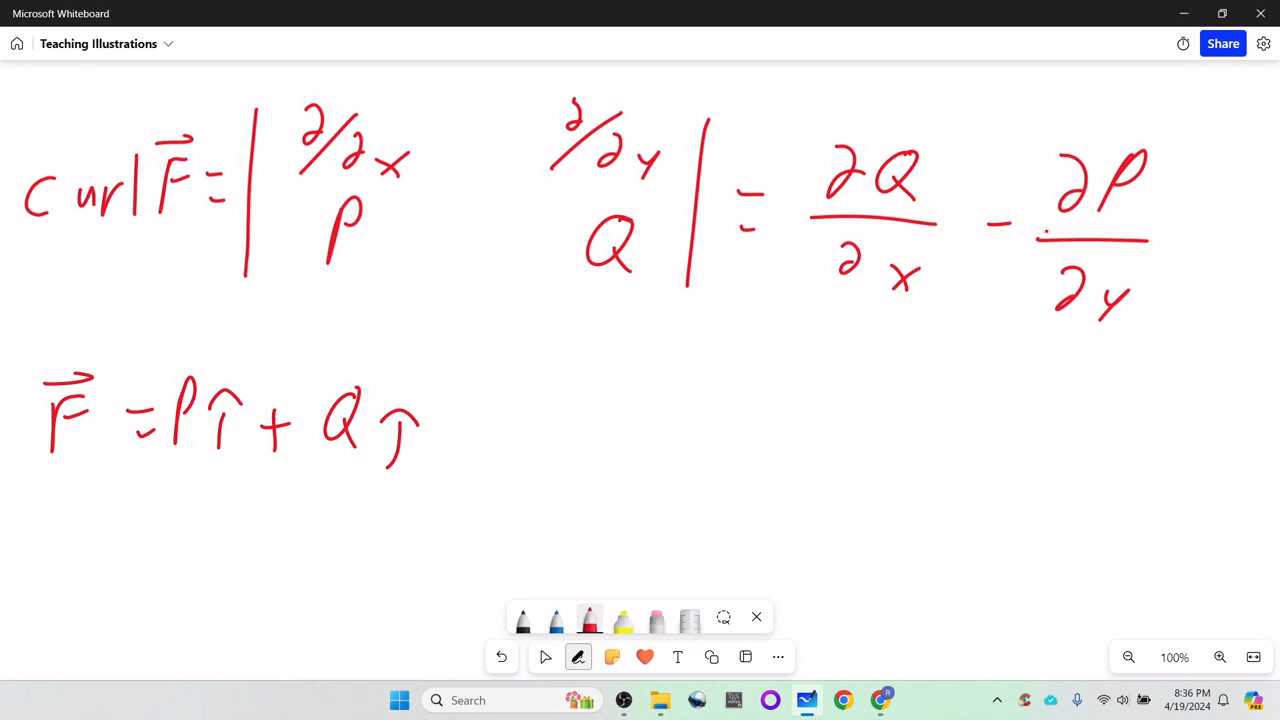 Microsoft Whiteboard
Teaching Illustrations
Share
curl F⃗ = | ∂/∂x ∂/∂y | = ∂Q/∂x - ∂P/∂y
P Q
F⃗ = P î + Q ĵ
100%
Search
8:36 PM
4/19/2024